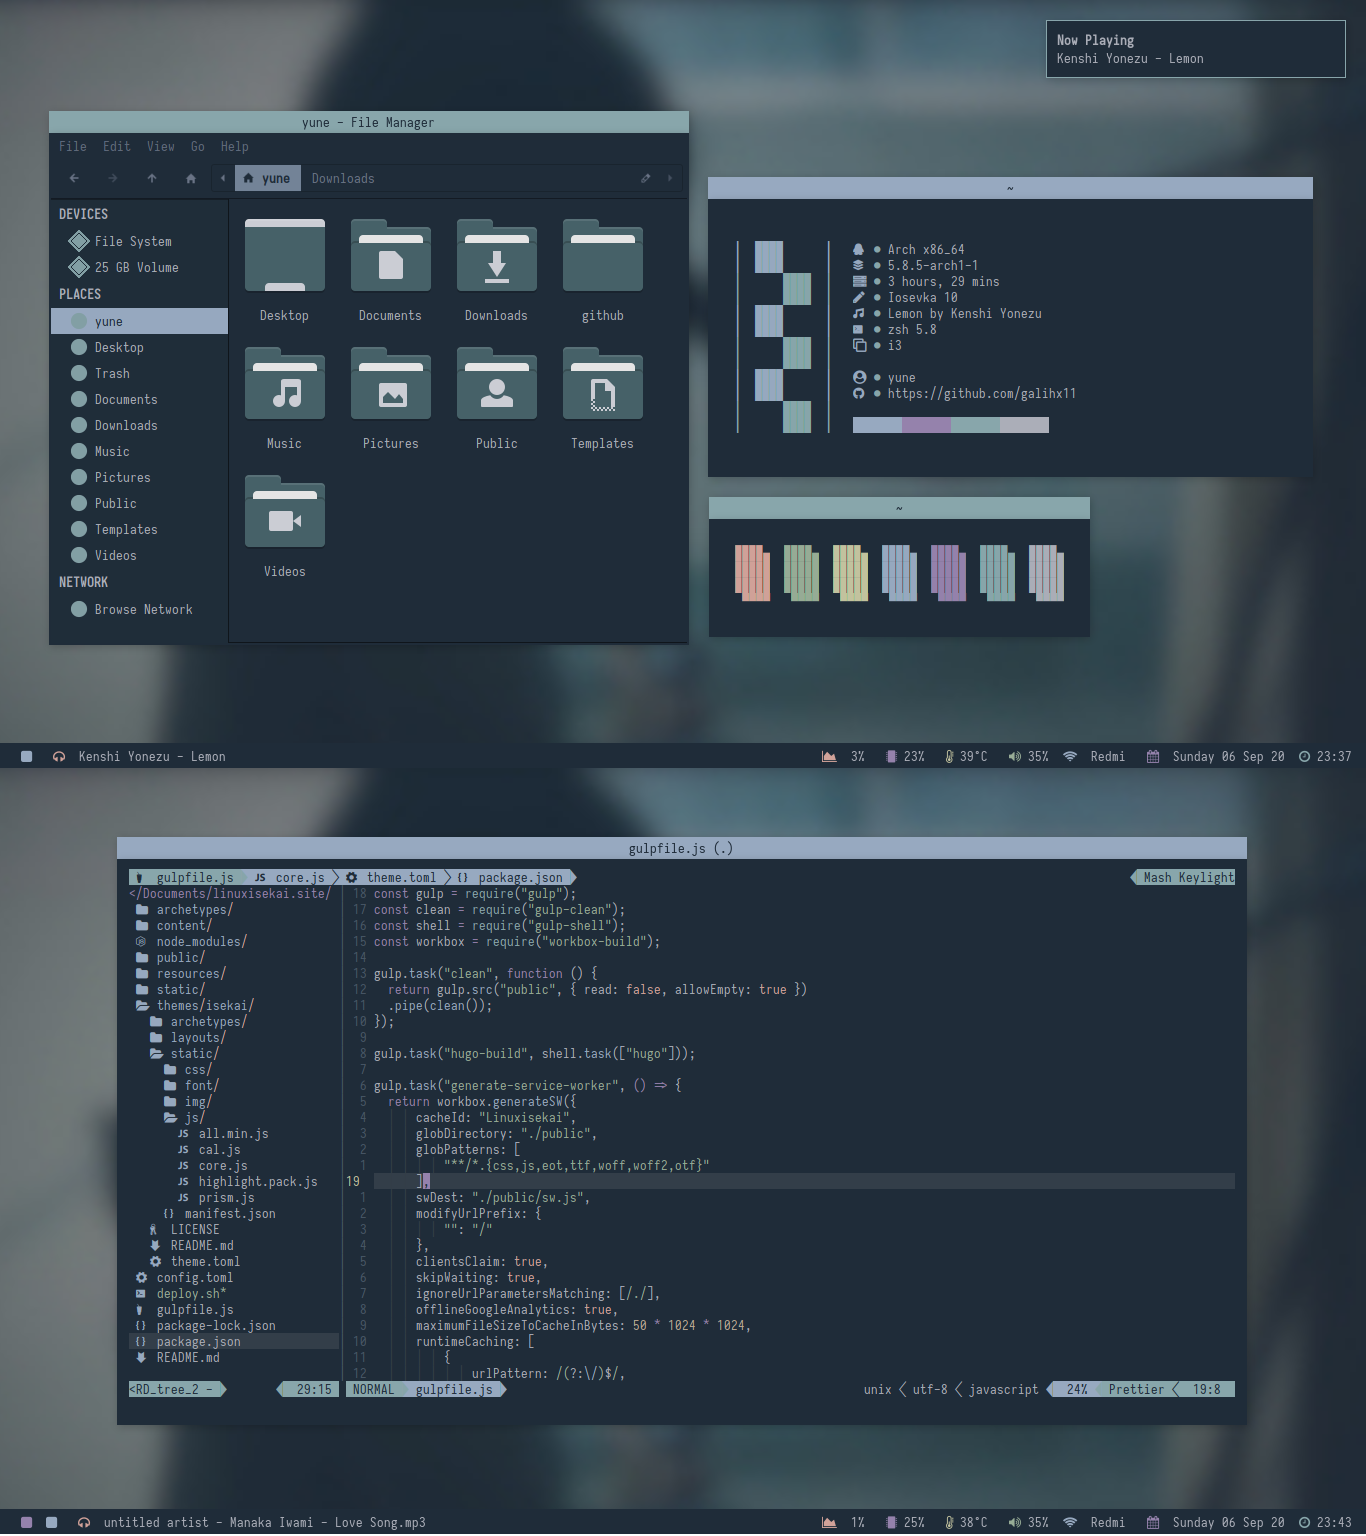 Now Playing
Kenshi Yonezu - Lemon
yune - File Manager
File Edit View Go Help
yune Downloads
DEVICES
File System
25 GB Volume
PLACES
yune
Desktop
Trash
Documents
Downloads
Music
Pictures
Public
Templates
Videos
NETWORK
Browse Network
Desktop Documents Downloads github
Music Pictures Public Templates
Videos
~
Arch x86_64
5.8.5-arch1-1
3 hours, 29 mins
Iosevka 10
Lemon by Kenshi Yonezu
zsh 5.8
i3
yune
https://github.com/galihx11
~
Kenshi Yonezu - Lemon 3% 23% 39°C 35% Redmi Sunday 06 Sep 20 23:37
gulpfile.js (.)
gulpfile.js JS core.js theme.toml {} package.json Mash Keylight
</Documents/linuxisekai.site/
archetypes/
content/
node_modules/
public/
resources/
static/
themes/isekai/
archetypes/
layouts/
static/
css/
font/
img/
js/
JS all.min.js
JS cal.js
JS core.js
JS highlight.pack.js
JS prism.js
{} manifest.json
LICENSE
README.md
theme.toml
config.toml
deploy.sh*
gulpfile.js
{} package-lock.json
{} package.json
README.md
<RD_tree_2 - 29:15
18 const gulp = require("gulp");
17 const clean = require("gulp-clean");
16 const shell = require("gulp-shell");
15 const workbox = require("workbox-build");
14
13 gulp.task("clean", function () {
12 return gulp.src("public", { read: false, allowEmpty: true })
11 .pipe(clean());
10 });
9
8 gulp.task("hugo-build", shell.task(["hugo"]));
7
6 gulp.task("generate-service-worker", () => {
5 return workbox.generateSW({
4 cacheId: "Linuxisekai",
3 globDirectory: "./public",
2 globPatterns: [
1 "**/*.{css,js,eot,ttf,woff,woff2,otf}"
19 ],
1 swDest: "./public/sw.js",
2 modifyUrlPrefix: {
3 "": "/"
4 },
5 clientsClaim: true,
6 skipWaiting: true,
7 ignoreUrlParametersMatching: [/./],
8 offlineGoogleAnalytics: true,
9 maximumFileSizeToCacheInBytes: 50 * 1024 * 1024,
10 runtimeCaching: [
11 {
12 urlPattern: /(?:\/)$/,
NORMAL gulpfile.js unix utf-8 javascript 24% Prettier 19:8
untitled artist - Manaka Iwami - Love Song.mp3 1% 25% 38°C 35% Redmi Sunday 06 Sep 20 23:43